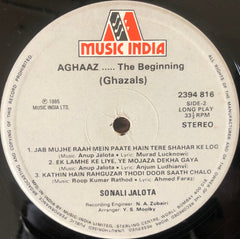 MUSIC INDIA
AGHAAZ ..... The Beginning
(Ghazals)
℗ 1985
MUSIC INDIA LTD.
2394 816
SIDE-2
LONG PLAY
33⅓ RPM
STEREO
1. JAB MUJHE RAAH MEIN PAATE HAIN TERE SHAHAR KE LOG
(Music: Anup Jalota • Lyric: Murad Lucknowi)
2. EK LAMHE KE LIYE, YE MOJAZA DEKHA GAYA
(Music: Anup Jalota • Lyric: Anjum Ludhianvi)
3. KATHIN HAIN RAHGUZAR THODI DOOR SAATH CHALO
(Music: Roop Kumar Rathod • Lyric: Ahmed Faraz)
SONALI JALOTA
Recording Engineer: N. A. Zubairi
Arranger: Y. S. Moolky